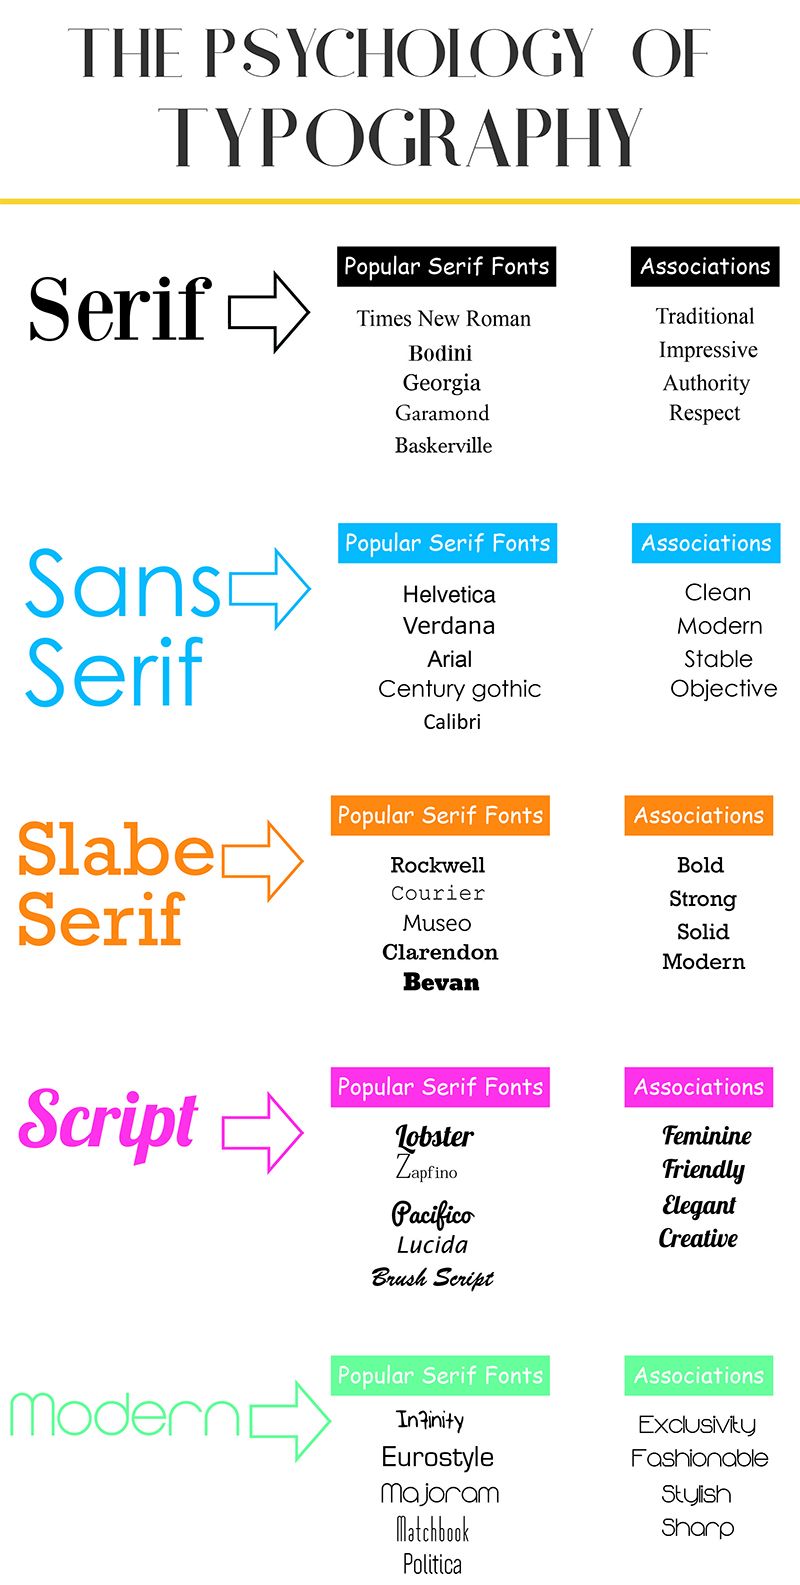 THE PSYCHOLOGY OF
TYPOGRAPHY
Serif
Popular Serif Fonts
Times New Roman
Bodini
Georgia
Garamond
Baskerville
Associations
Traditional
Impressive
Authority
Respect
Sans
Serif
Popular Serif Fonts
Helvetica
Verdana
Arial
Century gothic
Calibri
Associations
Clean
Modern
Stable
Objective
Slabe
Serif
Popular Serif Fonts
Rockwell
Courier
Museo
Clarendon
Bevan
Associations
Bold
Strong
Solid
Modern
Script
Popular Serif Fonts
Lobster
Zapfino
Pacifico
Lucida
Brush Script
Associations
Feminine
Friendly
Elegant
Creative
Modern
Popular Serif Fonts
Infinity
Eurostyle
Majoram
Matchbook
Politica
Associations
Exclusivity
Fashionable
Stylish
Sharp